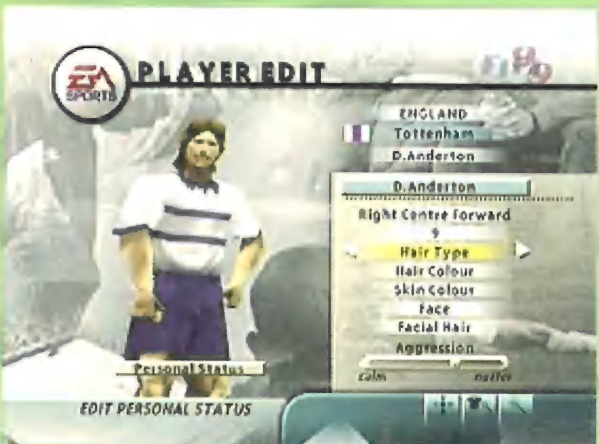 EA
SPORTS
PLAYER EDIT
ENGLAND
Tottenham
D.Anderton
D.Anderton
Right Centre Forward
9
Hair Type
Hair Colour
Skin Colour
Face
Facial Hair
Aggression
calm
nutter
Personal Status
EDIT PERSONAL STATUS